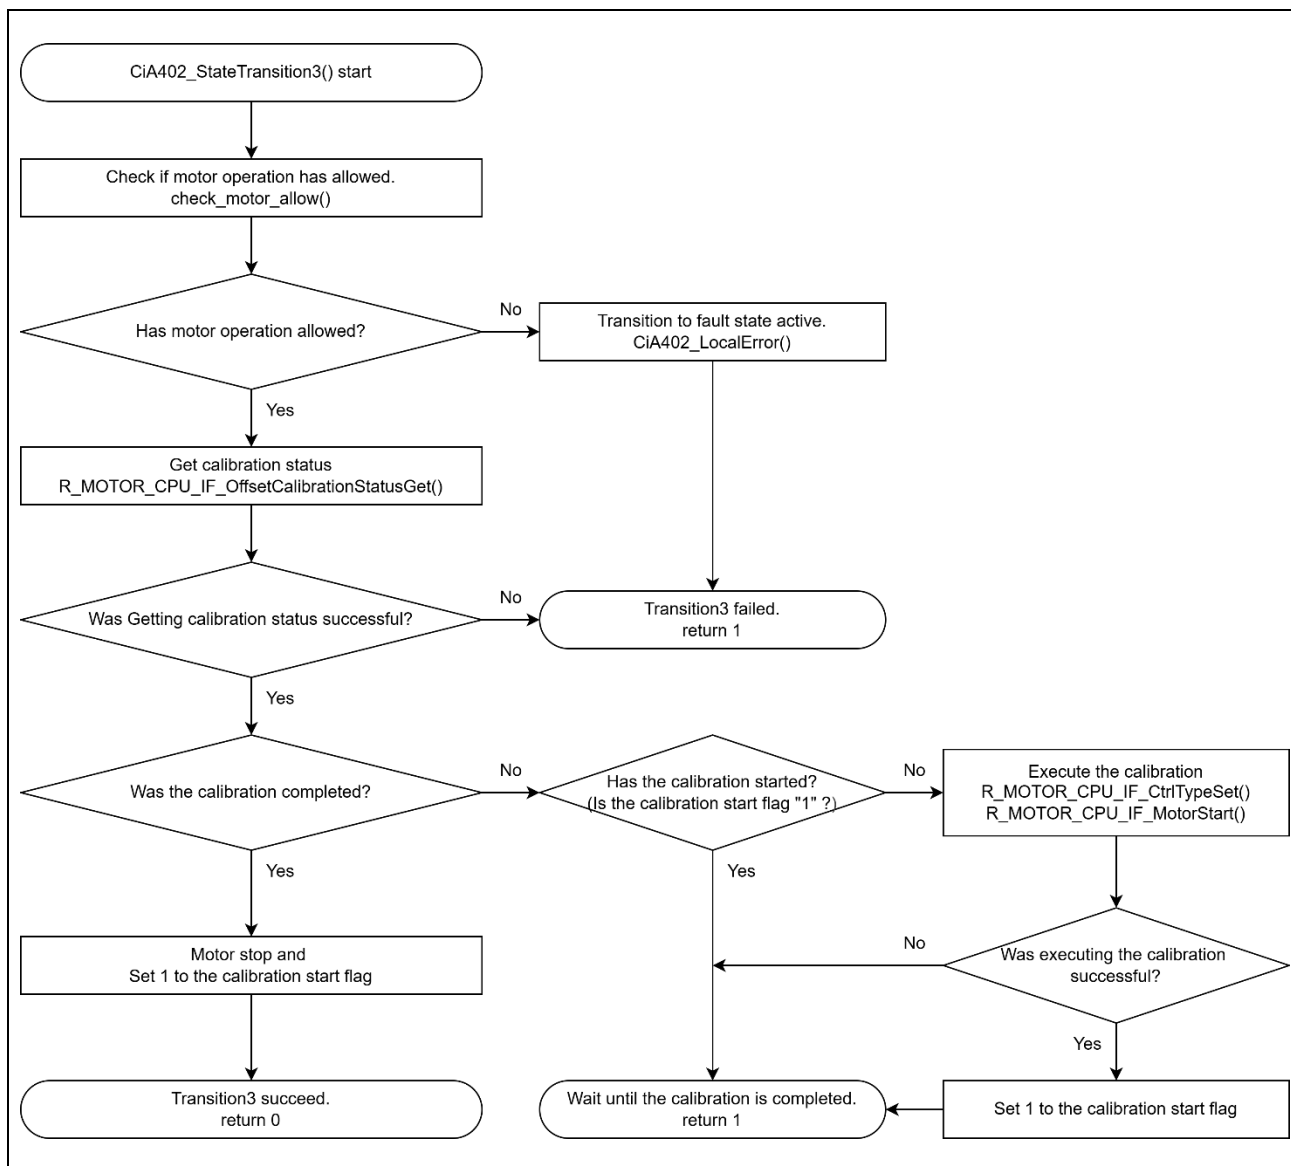 CiA402_StateTransition3() start
Check if motor operation has allowed.
check_motor_allow()
Has motor operation allowed?
No
Transition to fault state active.
CiA402_LocalError()
Yes
Get calibration status
R_MOTOR_CPU_IF_OffsetCalibrationStatusGet()
Was Getting calibration status successful?
No
Transition3 failed.
return 1
Yes
Was the calibration completed?
No
Has the calibration started?
(Is the calibration start flag "1" ?)
No
Execute the calibration
R_MOTOR_CPU_IF_CtrlTypeSet()
R_MOTOR_CPU_IF_MotorStart()
Yes
Yes
Motor stop and
Set 1 to the calibration start flag
No
Was executing the calibration
successful?
Yes
Transition3 succeed.
return 0
Wait until the calibration is completed.
return 1
Set 1 to the calibration start flag